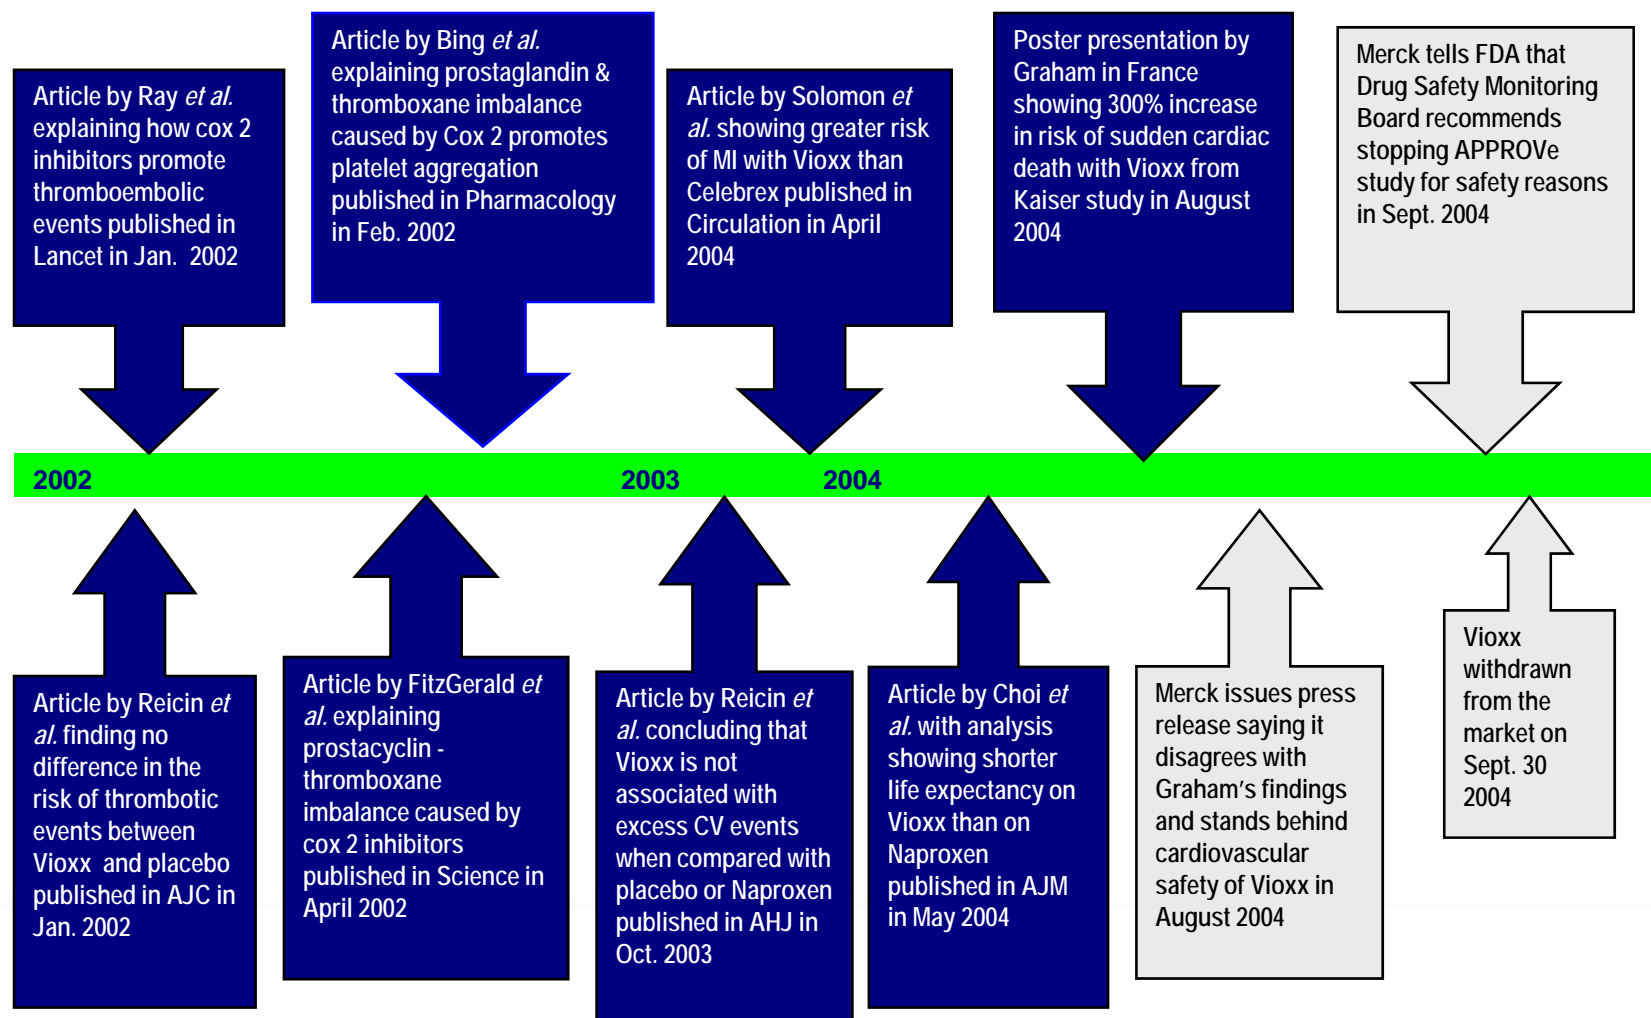 Article by Ray et al.
explaining how cox 2
inhibitors promote
thromboembolic
events published in
Lancet in Jan.  2002
Article by Bing et al.
explaining prostaglandin &
thromboxane imbalance
caused by Cox 2 promotes
platelet aggregation
published in Pharmacology
in Feb. 2002
Article by Solomon et
al. showing greater risk
of MI with Vioxx than
Celebrex published in
Circulation in April
2004
Poster presentation by
Graham in France
showing 300% increase
in risk of sudden cardiac
death with Vioxx from
Kaiser study in August
2004
Merck tells FDA that
Drug Safety Monitoring
Board recommends
stopping APPROVe
study for safety reasons
in Sept. 2004
2002
2003
2004
Article by Reicin et
al. finding no
difference in the
risk of thrombotic
events between
Vioxx  and placebo
published in AJC in
Jan. 2002
Article by FitzGerald et
al. explaining
prostacyclin -
thromboxane
imbalance caused by
cox 2 inhibitors
published in Science in
April 2002
Article by Reicin et
al. concluding that
Vioxx is not
associated with
excess CV events
when compared with
placebo or Naproxen
published in AHJ in
Oct. 2003
Article by Choi et
al. with analysis
showing shorter
life expectancy on
Vioxx than on
Naproxen
published in AJM
in May 2004
Merck issues press
release saying it
disagrees with
Graham's findings
and stands behind
cardiovascular
safety of Vioxx in
August 2004
Vioxx
withdrawn
from the
market on
Sept. 30
2004